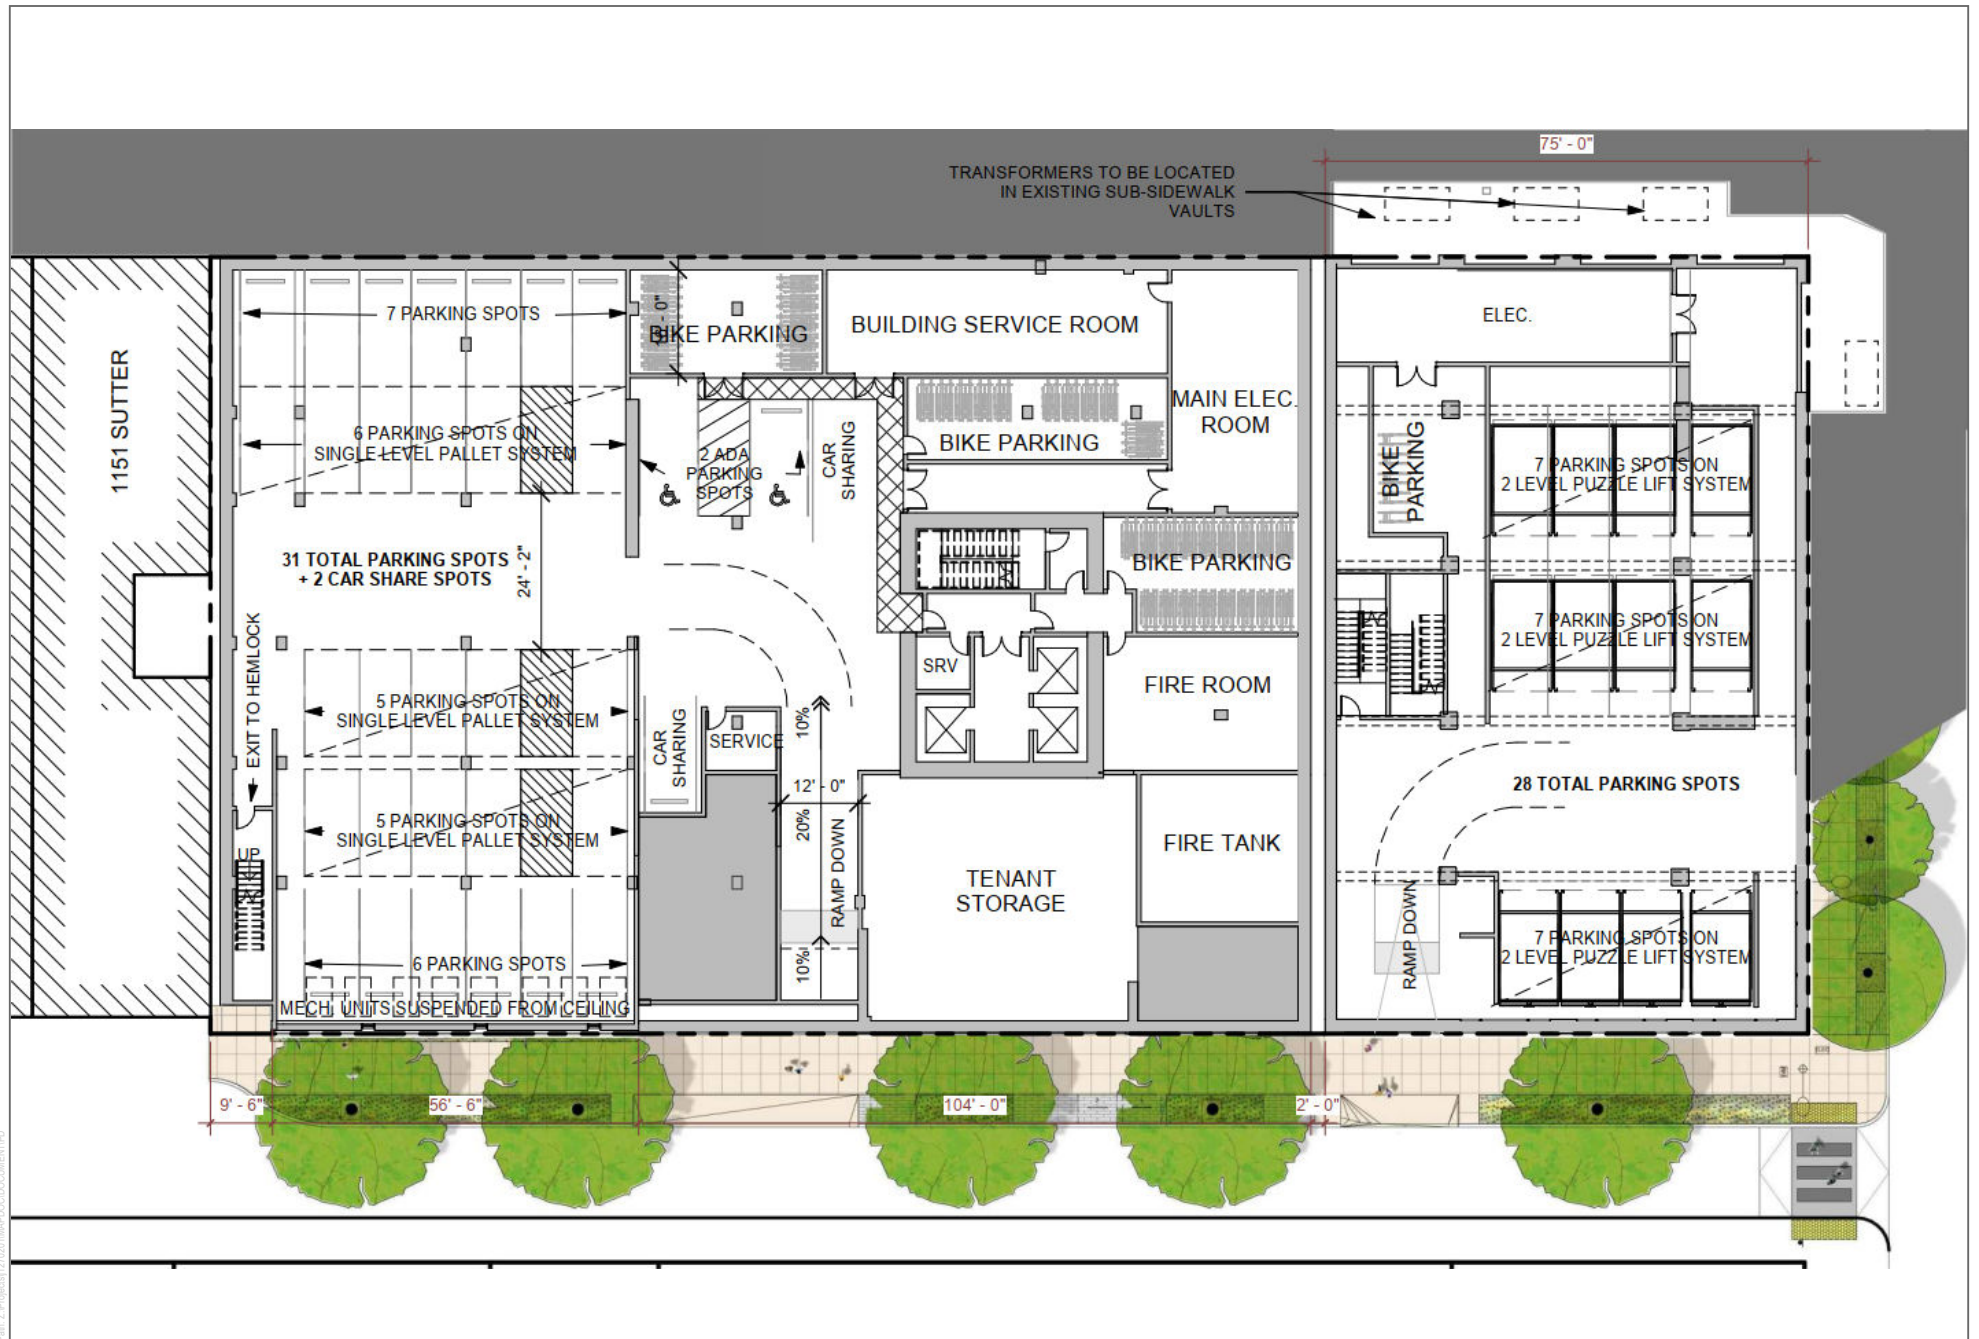 75' - 0"
TRANSFORMERS TO BE LOCATED
IN EXISTING SUB-SIDEWALK
VAULTS
1151 SUTTER
7 PARKING SPOTS
6 PARKING SPOTS ON
SINGLE LEVEL PALLET SYSTEM
31 TOTAL PARKING SPOTS
+ 2 CAR SHARE SPOTS
24' - 2"
EXIT TO HEMLOCK
5 PARKING SPOTS ON
SINGLE LEVEL PALLET SYSTEM
5 PARKING SPOTS ON
SINGLE LEVEL PALLET SYSTEM
UP
6 PARKING SPOTS
MECH. UNITS SUSPENDED FROM CEILING
BIKE PARKING
2 ADA
PARKING
SPOTS
CAR
SHARING
CAR
SHARING
SERVICE
10%
12' - 0"
20%
RAMP DOWN
10%
BUILDING SERVICE ROOM
BIKE PARKING
MAIN ELEC.
ROOM
BIKE PARKING
SRV
FIRE ROOM
FIRE TANK
TENANT
STORAGE
ELEC.
BIKE
PARKING
7 PARKING SPOTS ON
2 LEVEL PUZZLE LIFT SYSTEM
7 PARKING SPOTS ON
2 LEVEL PUZZLE LIFT SYSTEM
28 TOTAL PARKING SPOTS
RAMP DOWN
7 PARKING SPOTS ON
2 LEVEL PUZZLE LIFT SYSTEM
9' - 6"
56' - 6"
104' - 0"
2' - 0"